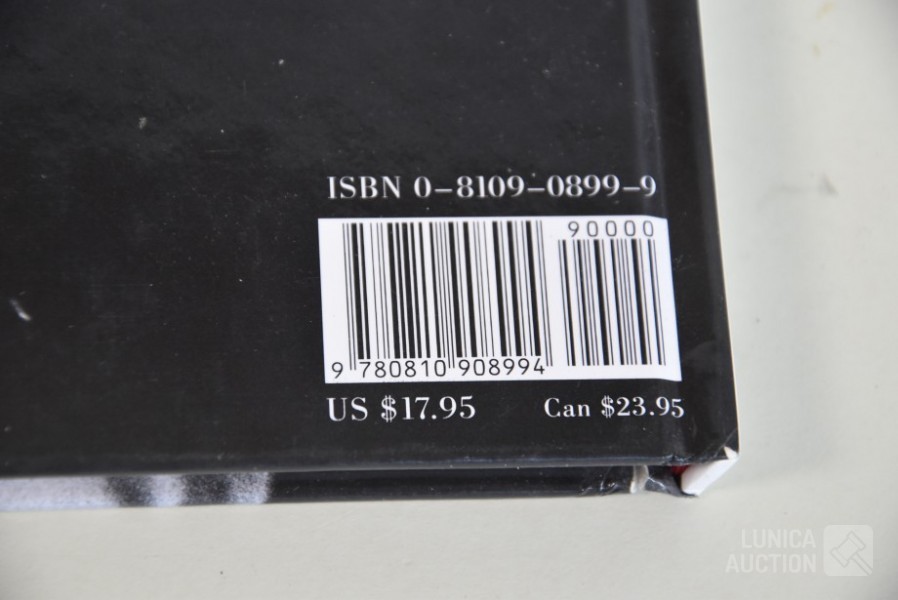 ISBN 0–8109–0899–9
90000
9 780810 908994
US $17.95 Can $23.95
LUNICA
AUCTION